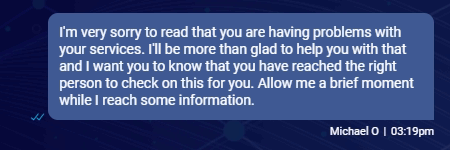 I'm very sorry to read that you are having problems with
your services. I'll be more than glad to help you with that
and I want you to know that you have reached the right
person to check on this for you. Allow me a brief moment
while I reach some information.
Michael O | 03:19pm